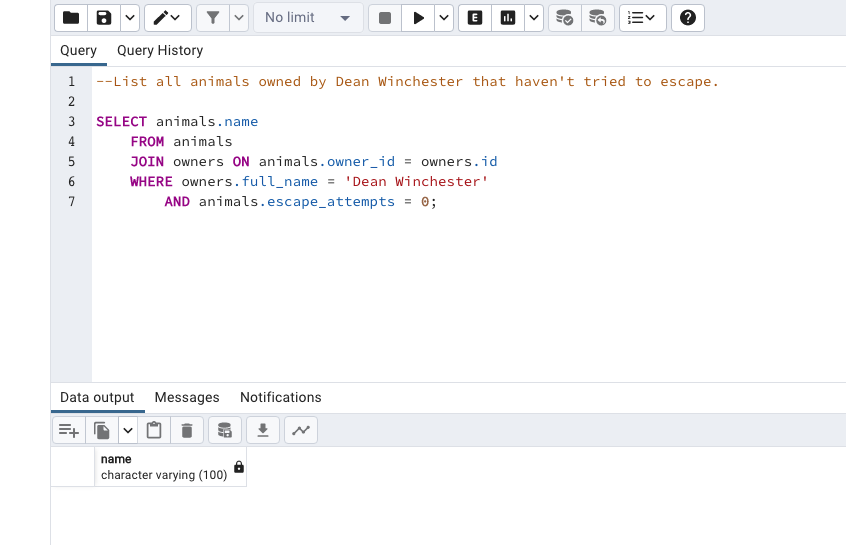 No limit
E
Query Query History
1 --List all animals owned by Dean Winchester that haven't tried to escape.
2
3 SELECT animals.name
4 FROM animals
5 JOIN owners ON animals.owner_id = owners.id
6 WHERE owners.full_name = 'Dean Winchester'
7 AND animals.escape_attempts = 0;
Data output Messages Notifications
name
character varying (100)